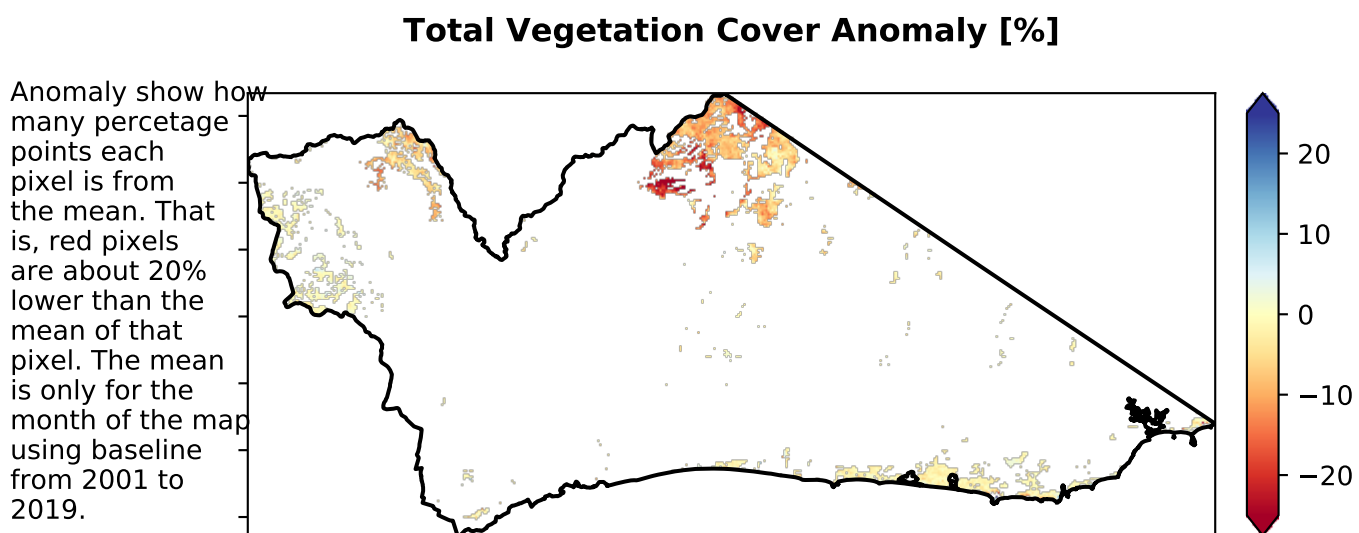 Total Vegetation Cover Anomaly [%]
Anomaly show how
many percetage
points each
pixel is from
the mean. That
is, red pixels
are about 20%
lower than the
mean of that
pixel. The mean
is only for the
month of the map
using baseline
from 2001 to
2019.
20
10
0
−10
−20